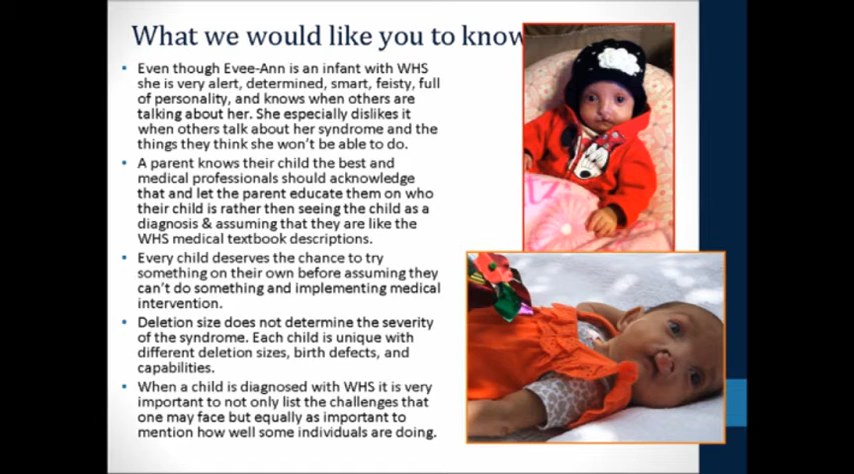 What we would like you to know
• Even though Evee-Ann is an infant with WHS
she is very alert, determined, smart, feisty, full
of personality, and knows when others are
talking about her. She especially dislikes it
when others talk about her syndrome and the
things they think she won't be able to do.
• A parent knows their child the best and
medical professionals should acknowledge
that and let the parent educate them on who
their child is rather then seeing the child as a
diagnosis & assuming that they are like the
WHS medical textbook descriptions.
• Every child deserves the chance to try
something on their own before assuming they
can't do something and implementing medical
intervention.
• Deletion size does not determine the severity
of the syndrome. Each child is unique with
different deletion sizes, birth defects, and
capabilities.
• When a child is diagnosed with WHS it is very
important to not only list the challenges that
one may face but equally as important to
mention how well some individuals are doing.